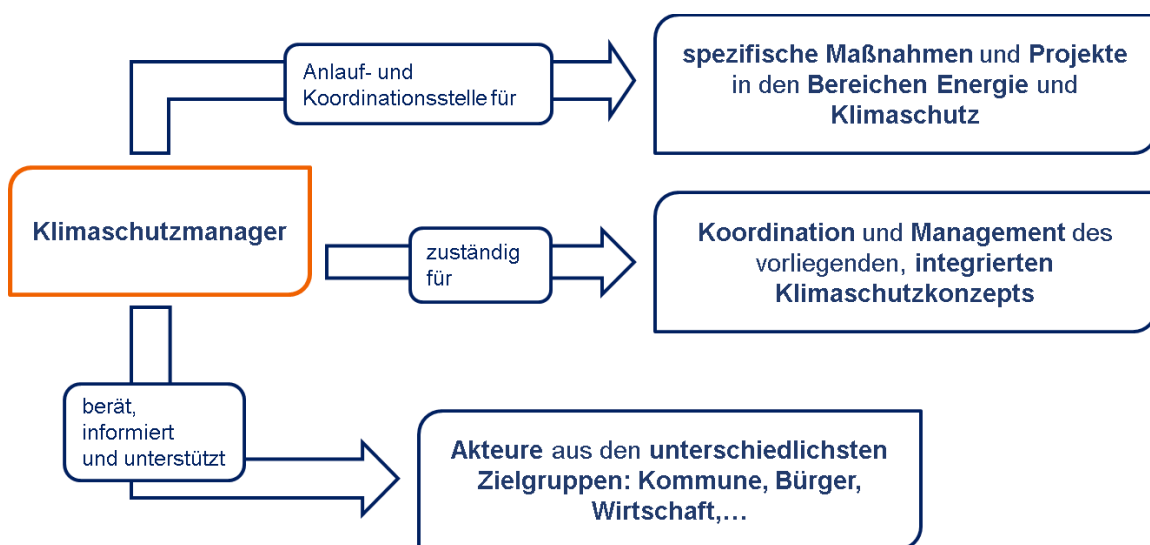 Anlauf- und
Koordinationsstelle für
spezifische Maßnahmen und Projekte
in den Bereichen Energie und
Klimaschutz
Klimaschutzmanager
zuständig
für
Koordination und Management des
vorliegenden, integrierten
Klimaschutzkonzepts
berät,
informiert
und unterstützt
Akteure aus den unterschiedlichsten
Zielgruppen: Kommune, Bürger,
Wirtschaft,…